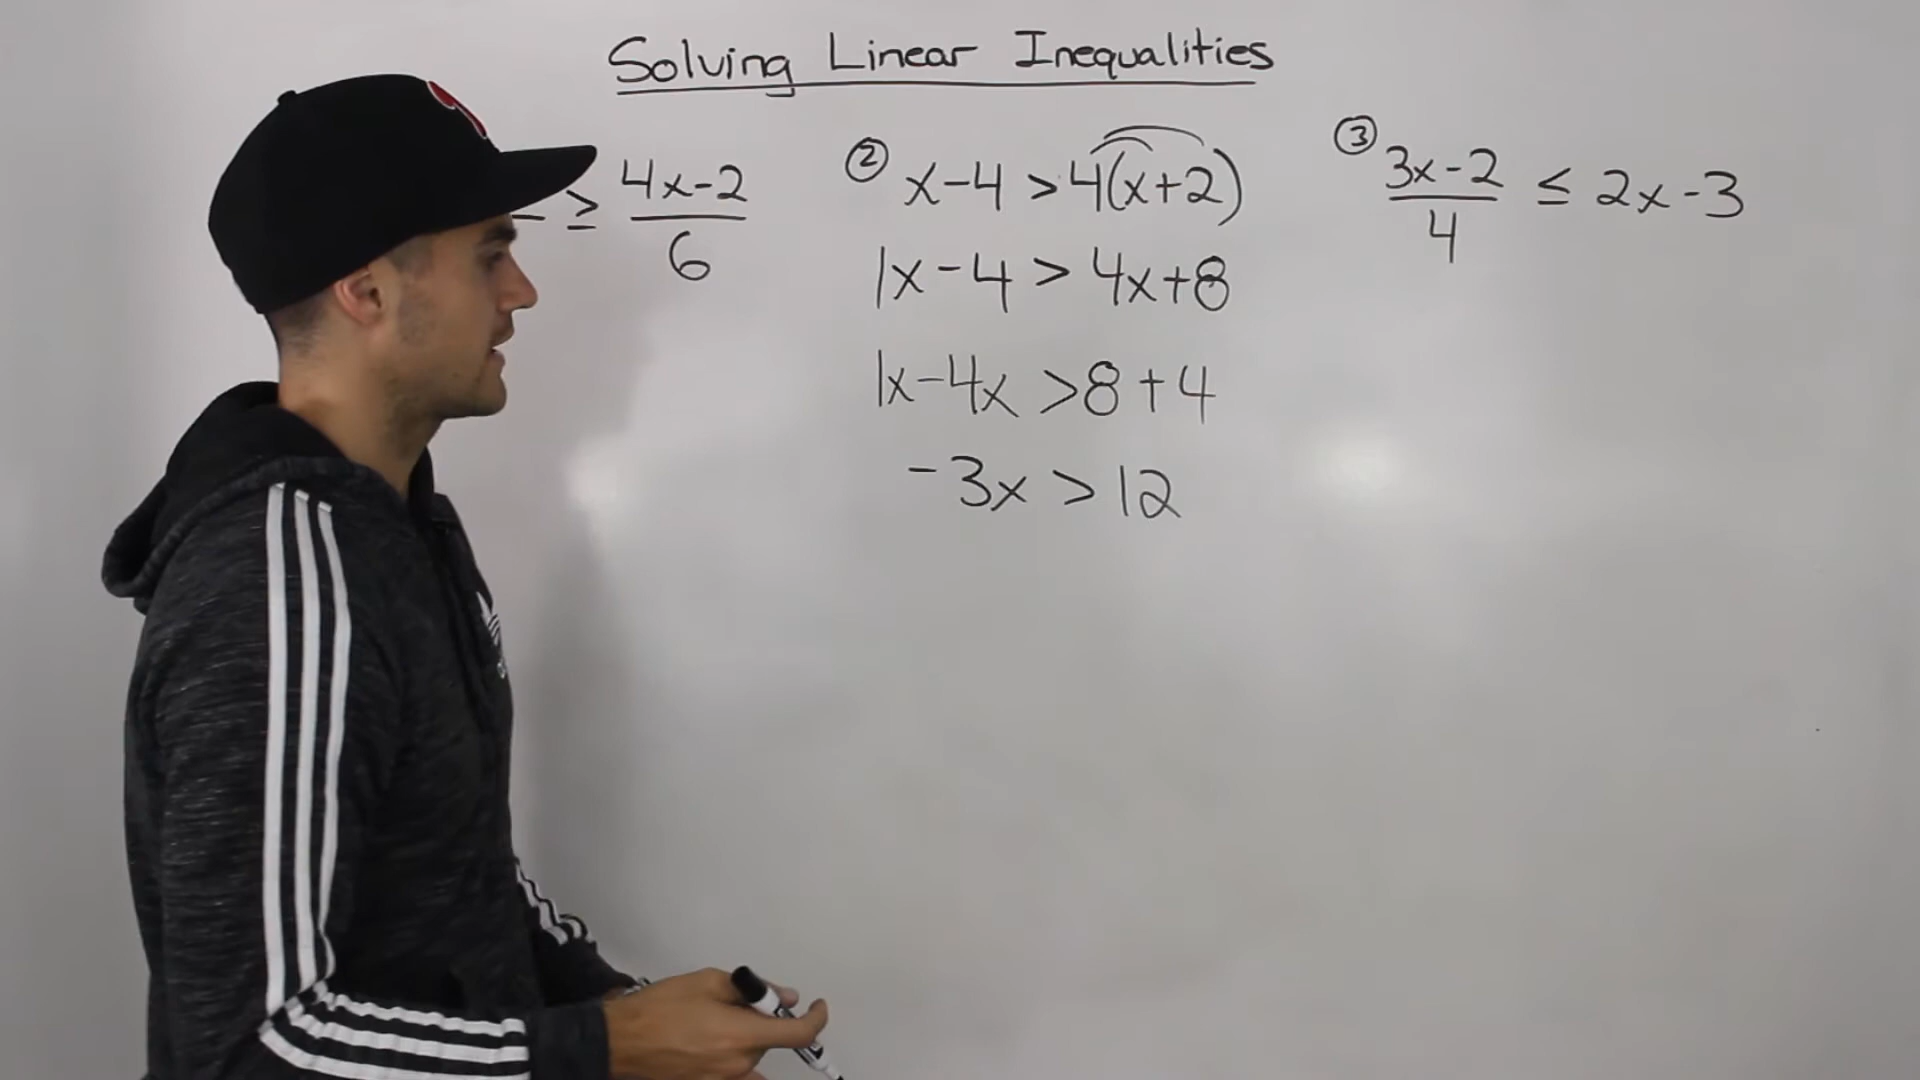 Solving Linear Inequalities
≥ 4x-2/6
② x-4 > 4(x+2)
1x-4 > 4x+8
1x-4x > 8+4
-3x > 12
③ 3x-2/4 ≤ 2x-3